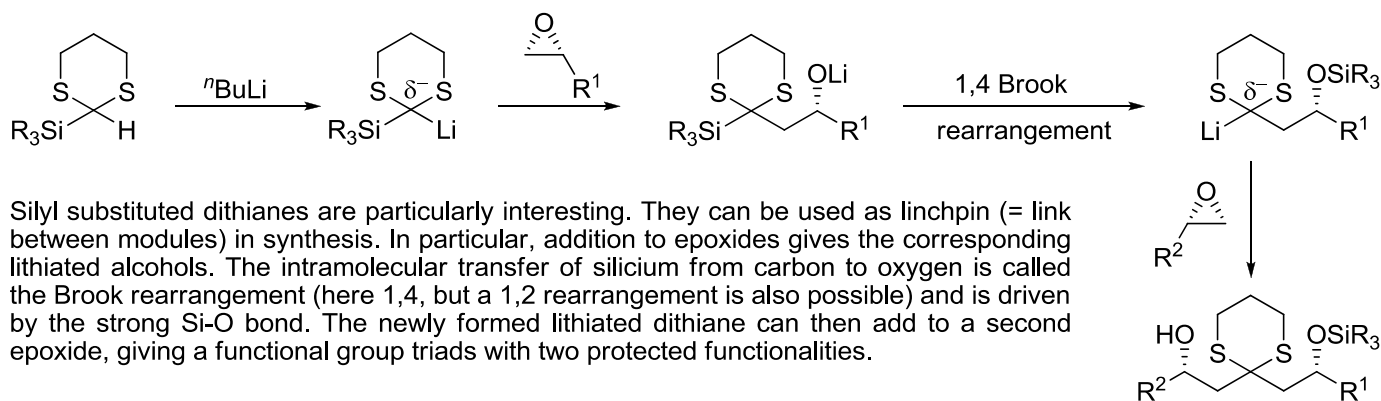 O
OLi
OSiR₃
S S
ⁿBuLi
S δ⁻ S
R¹
S S
1,4 Brook
S δ⁻ S
R₃Si H
R₃Si Li
R₃Si
R¹
rearrangement
Li
R¹
O
R²
Silyl substituted dithianes are particularly interesting. They can be used as linchpin (= link
between modules) in synthesis. In particular, addition to epoxides gives the corresponding
lithiated alcohols. The intramolecular transfer of silicium from carbon to oxygen is called
the Brook rearrangement (here 1,4, but a 1,2 rearrangement is also possible) and is driven
by the strong Si-O bond. The newly formed lithiated dithiane can then add to a second
epoxide, giving a functional group triads with two protected functionalities.
HO
S S
OSiR₃
R²
R¹